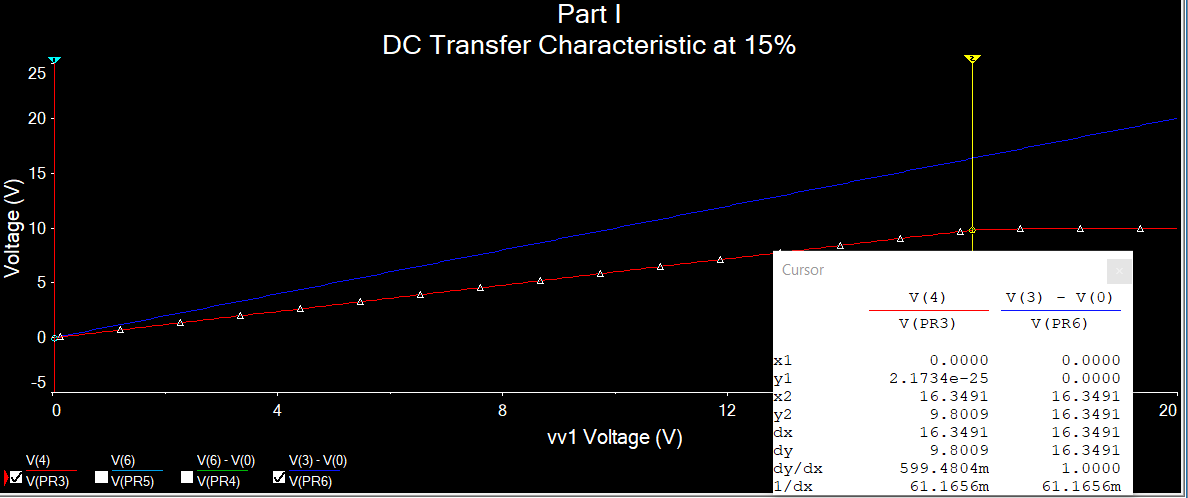 Part I
DC Transfer Characteristic at 15%
1
2
25
20
15
10
5
0
-5
Voltage (V)
0
4
8
12
20
vv1 Voltage (V)
Cursor
V(4) V(3) - V(0)
V(PR3) V(PR6)
x1 0.0000 0.0000
y1 2.1734e-25 0.0000
x2 16.3491 16.3491
y2 9.8009 16.3491
dx 16.3491 16.3491
dy 9.8009 16.3491
dy/dx 599.4804m 1.0000
1/dx 61.1656m 61.1656m
V(4) V(6) V(6) - V(0) V(3) - V(0)
V(PR3) V(PR5) V(PR4) V(PR6)